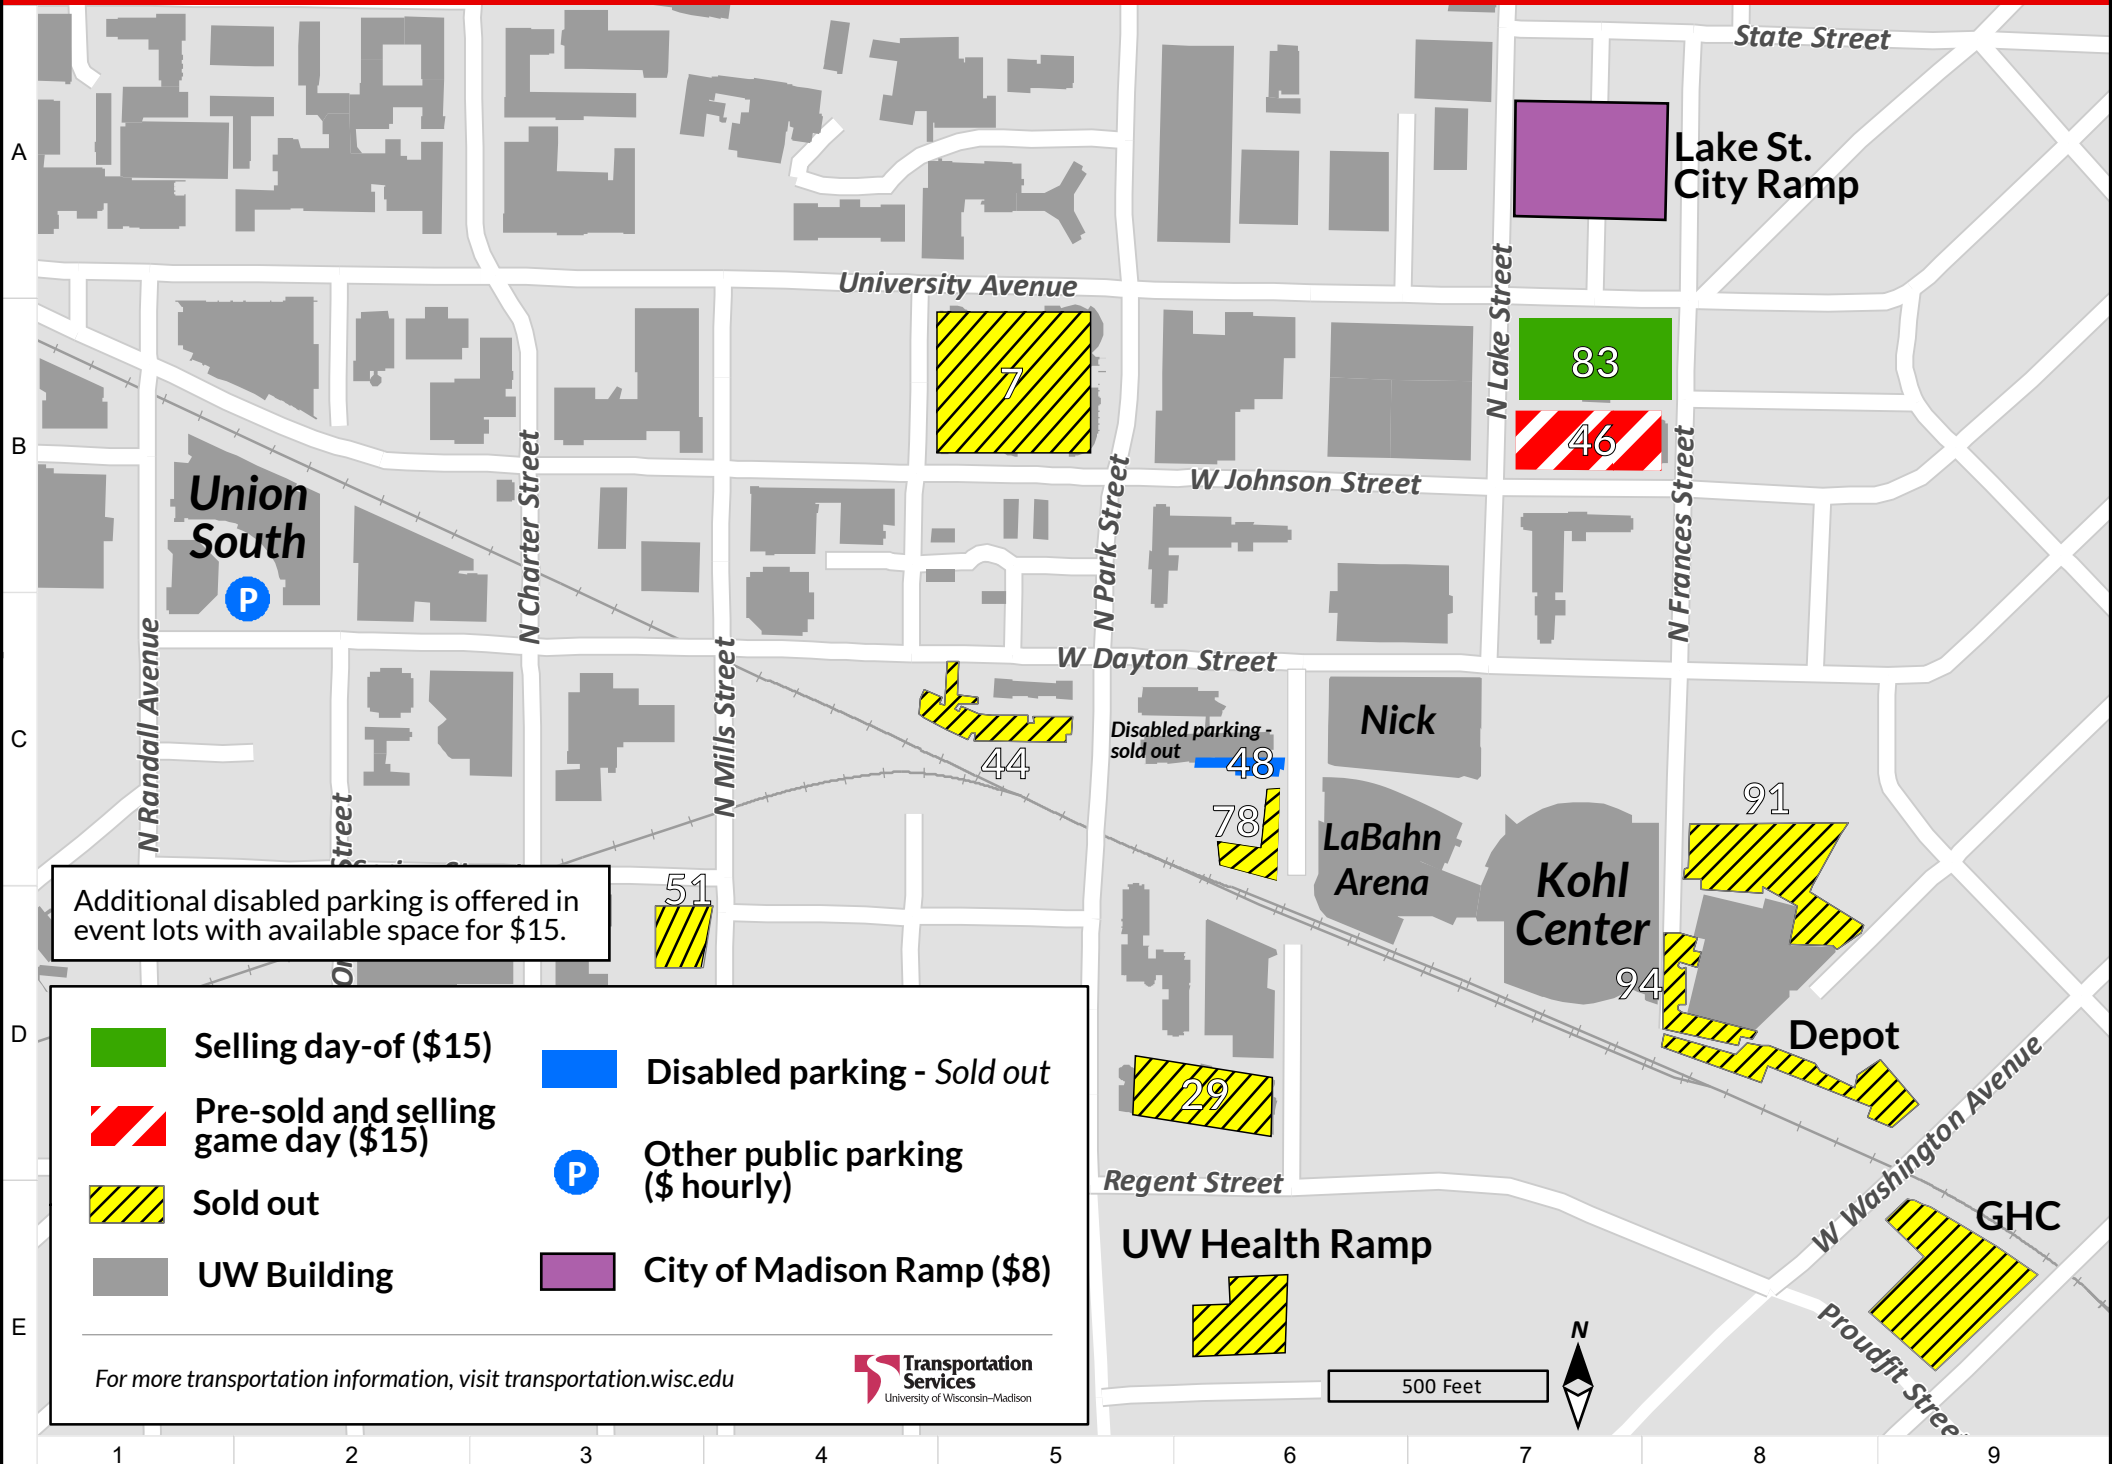 State Street
A
Lake St.
City Ramp
University Avenue
N Lake Street
83
7
46
B
W Johnson Street
Union
South
P
N Charter Street
N Park Street
N Frances Street
N Randall Avenue
N Mills Street
W Dayton Street
C
44
Disabled parking -
sold out
48
Nick
78
LaBahn
Arena
91
Kohl
Center
Street
51
94
Additional disabled parking is offered in
event lots with available space for $15.
D
Depot
29
W Washington Avenue
Selling day-of ($15)
Disabled parking - Sold out
Pre-sold and selling
game day ($15)
P
Other public parking
($ hourly)
Sold out
UW Building
City of Madison Ramp ($8)
Regent Street
UW Health Ramp
GHC
E
Proudfit Street
For more transportation information, visit transportation.wisc.edu
Transportation
Services
University of Wisconsin–Madison
500 Feet
N
1 2 3 4 5 6 7 8 9